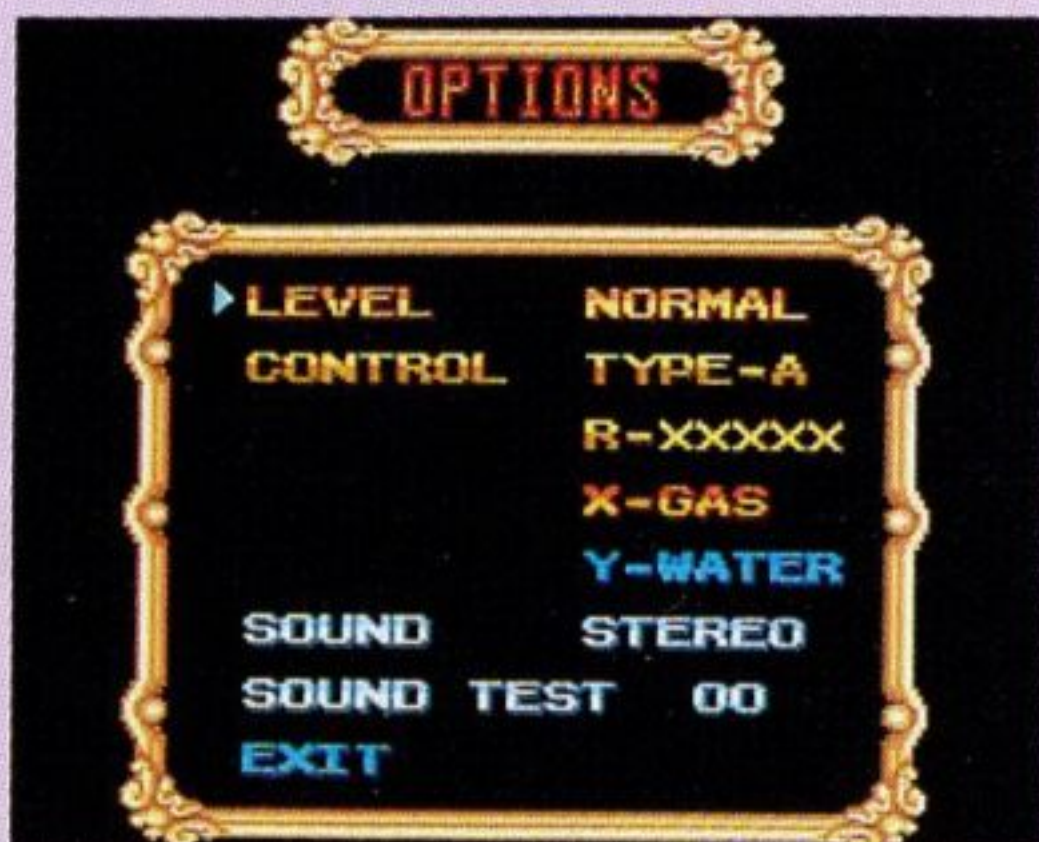 OPTIONS
LEVEL NORMAL
CONTROL TYPE-A
R-XXXXX
X-GAS
Y-WATER
SOUND STEREO
SOUND TEST 00
EXIT